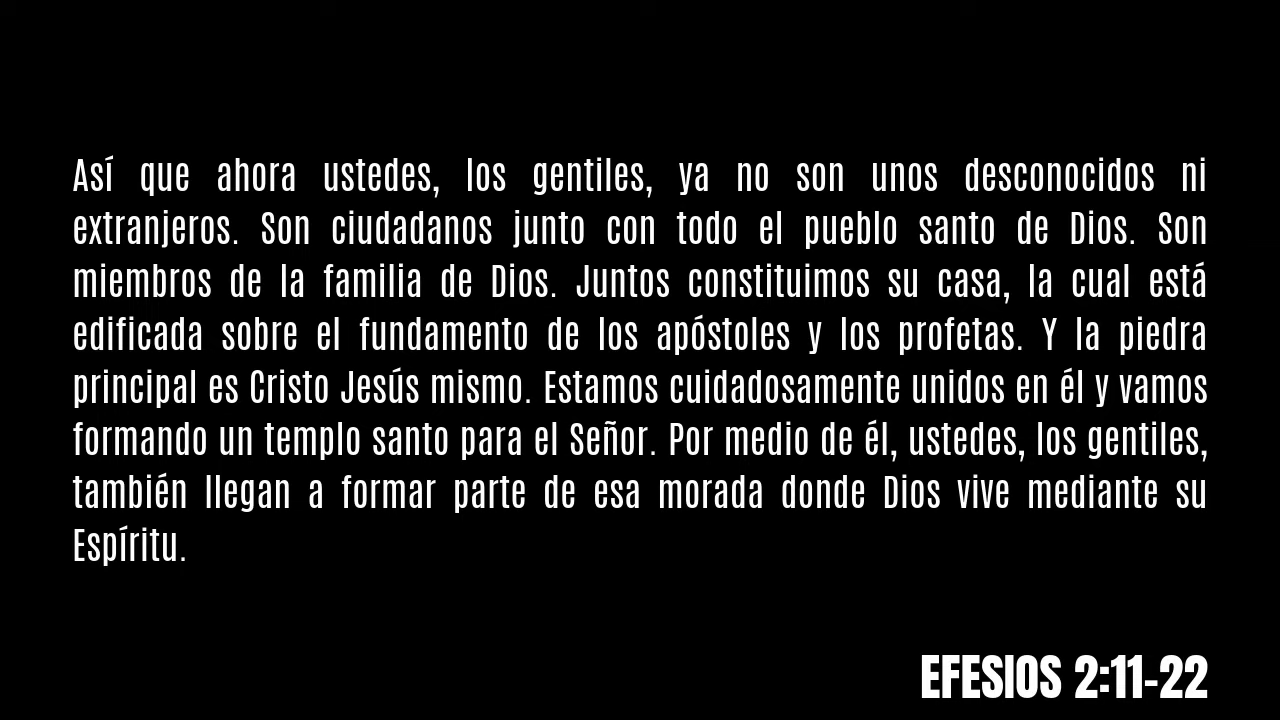 Así que ahora ustedes, los gentiles, ya no son unos desconocidos ni
extranjeros. Son ciudadanos junto con todo el pueblo santo de Dios. Son
miembros de la familia de Dios. Juntos constituimos su casa, la cual está
edificada sobre el fundamento de los apóstoles y los profetas. Y la piedra
principal es Cristo Jesús mismo. Estamos cuidadosamente unidos en él y vamos
formando un templo santo para el Señor. Por medio de él, ustedes, los gentiles,
también llegan a formar parte de esa morada donde Dios vive mediante su
Espíritu.
EFESIOS 2:11-22